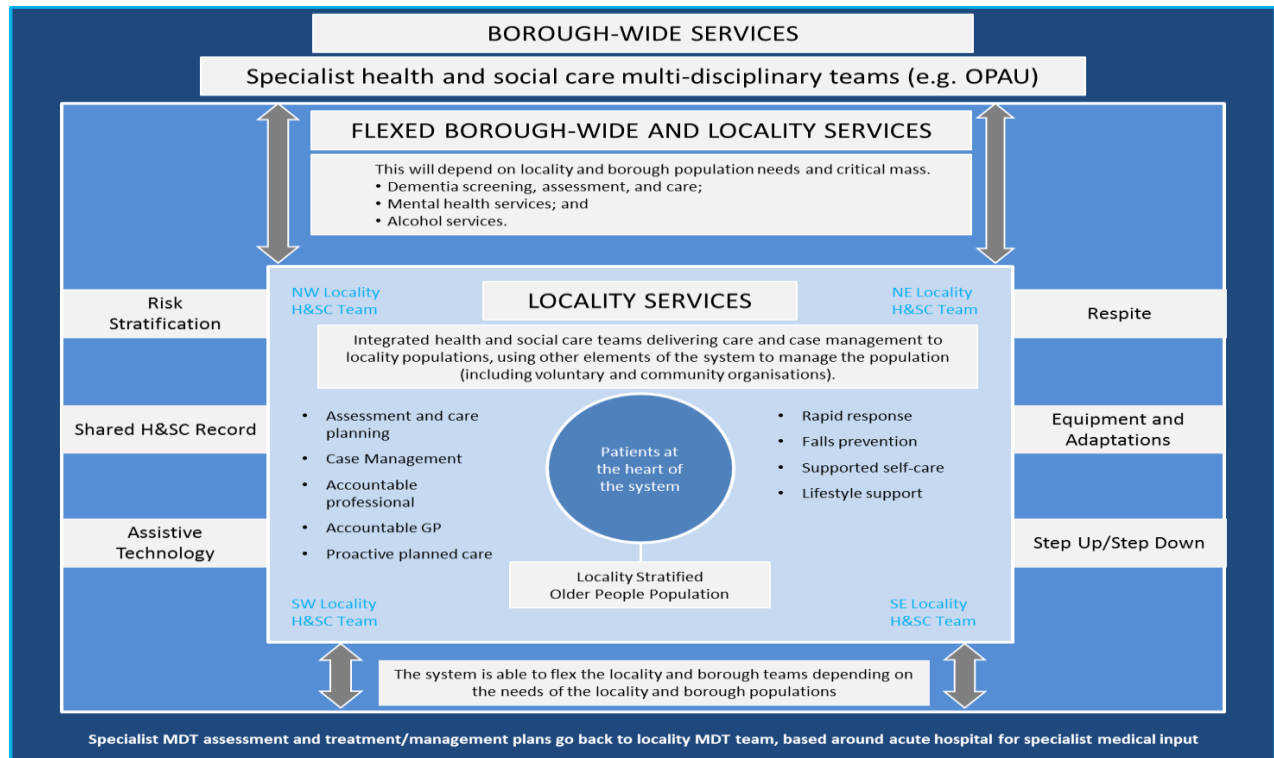 BOROUGH-WIDE SERVICES
Specialist health and social care multi-disciplinary teams (e.g. OPAU)
FLEXED BOROUGH-WIDE AND LOCALITY SERVICES
This will depend on locality and borough population needs and critical mass.
• Dementia screening, assessment, and care;
• Mental health services; and
• Alcohol services.
Risk
Stratification
Shared H&SC Record
Assistive
Technology
NW Locality
H&SC Team
LOCALITY SERVICES
NE Locality
H&SC Team
Integrated health and social care teams delivering care and case management to
locality populations, using other elements of the system to manage the population
(including voluntary and community organisations).
• Assessment and care
planning
• Case Management
• Accountable
professional
• Accountable GP
• Proactive planned care
Patients at
the heart of
the system
• Rapid response
• Falls prevention
• Supported self-care
• Lifestyle support
Locality Stratified
Older People Population
SW Locality
H&SC Team
SE Locality
H&SC Team
Respite
Equipment and
Adaptations
Step Up/Step Down
The system is able to flex the locality and borough teams depending on
the needs of the locality and borough populations
Specialist MDT assessment and treatment/management plans go back to locality MDT team, based around acute hospital for specialist medical input